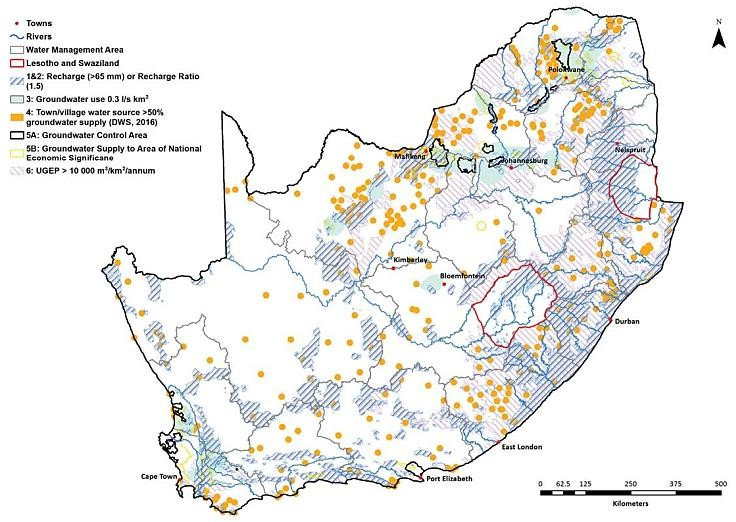 Towns
Rivers
Water Management Area
Lesotho and Swaziland
1&2: Recharge (>65 mm) or Recharge Ratio
(1.5)
3: Groundwater use 0.3 l/s km²
4: Town/village water source >50%
groundwater supply (DWS, 2016)
5A: Groundwater Control Area
5B: Groundwater Supply to Area of National
Economic Significane
6: UGEP > 10 000 m³/km²/annum
N
Polokwane
Nelspruit
Mafikeng
Johannesburg
Kimberley
Bloemfontein
Durban
East London
Cape Town
Port Elizabeth
0 62.5 125 250 375 500
Kilometers